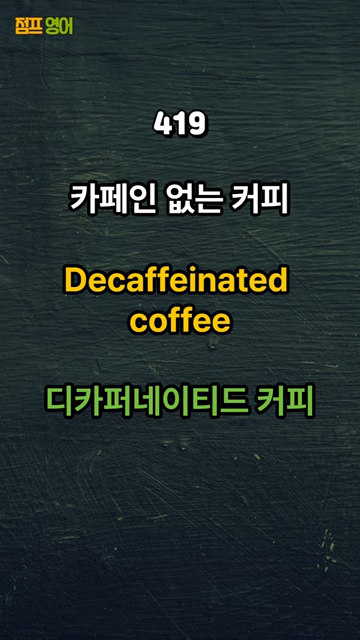 점프 영어
419
카페인 없는 커피
Decaffeinated
coffee
디카퍼네이티드 커피